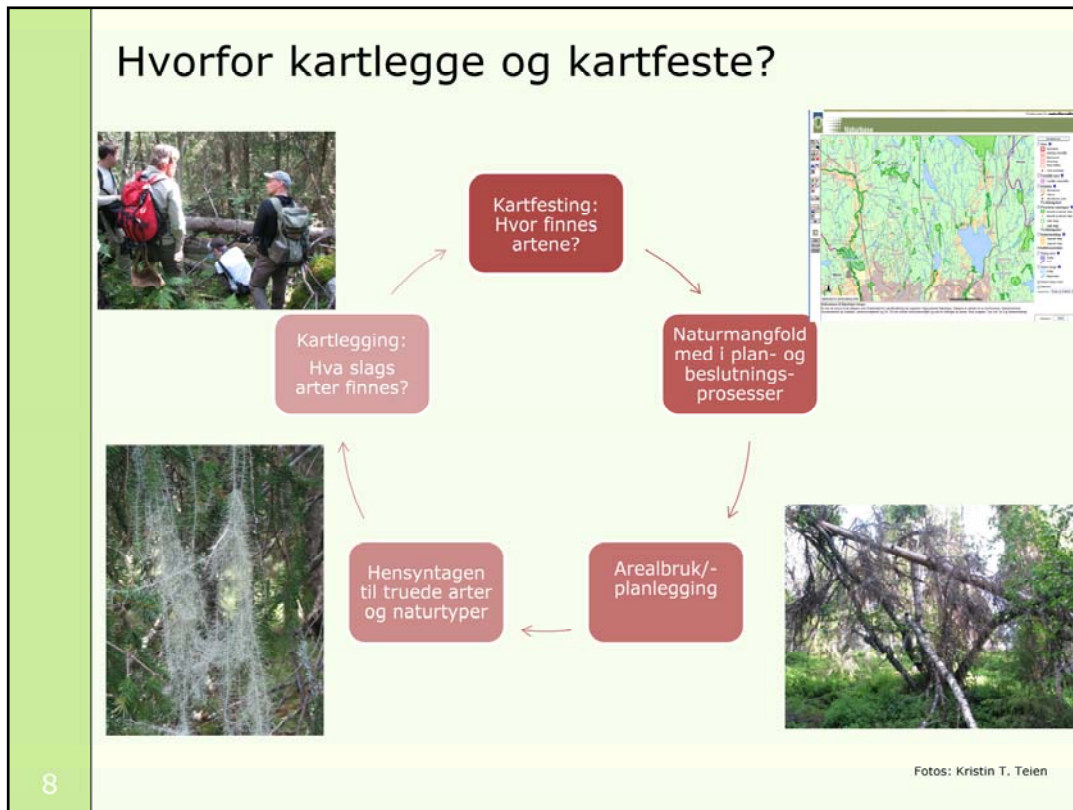 Hvorfor kartlegge og kartfeste?
Kartfesting:
Hvor finnes
artene?
Naturmangfold
med i plan- og
beslutnings-
prosesser
Arealbruk/-
planlegging
Hensyntagen
til truede arter
og naturtyper
Kartlegging:
Hva slags
arter finnes?
Naturbase
Fotos: Kristin T. Teien
8